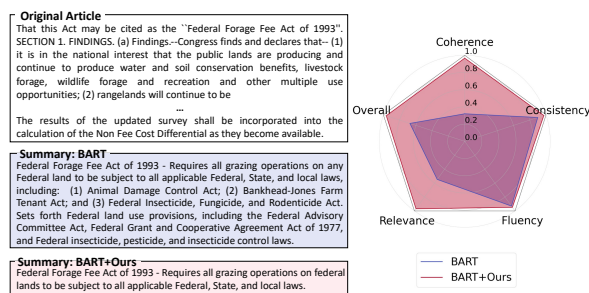 Original Article
That this Act may be cited as the ``Federal Forage Fee Act of 1993''.
SECTION 1. FINDINGS. (a) Findings.--Congress finds and declares that-- (1)
it is in the national interest that the public lands are producing and
continue to produce water and soil conservation benefits, livestock
forage, wildlife forage and recreation and other multiple use
opportunities; (2) rangelands will continue to be
...
The results of the updated survey shall be incorporated into the
calculation of the Non Fee Cost Differential as they become available.
Summary: BART
Federal Forage Fee Act of 1993 - Requires all grazing operations on any
Federal land to be subject to all applicable Federal, State, and local laws,
including: (1) Animal Damage Control Act; (2) Bankhead-Jones Farm
Tenant Act; and (3) Federal Insecticide, Fungicide, and Rodenticide Act.
Sets forth Federal land use provisions, including the Federal Advisory
Committee Act, Federal Grant and Cooperative Agreement Act of 1977,
and Federal insecticide, pesticide, and insecticide control laws.
Summary: BART+Ours
Federal Forage Fee Act of 1993 - Requires all grazing operations on federal
lands to be subject to all applicable Federal, State, and local laws.
Coherence
1.0
0.8
0.6
0.4
0.2
0.0
Overall
Consistency
Relevance
Fluency
BART
BART+Ours